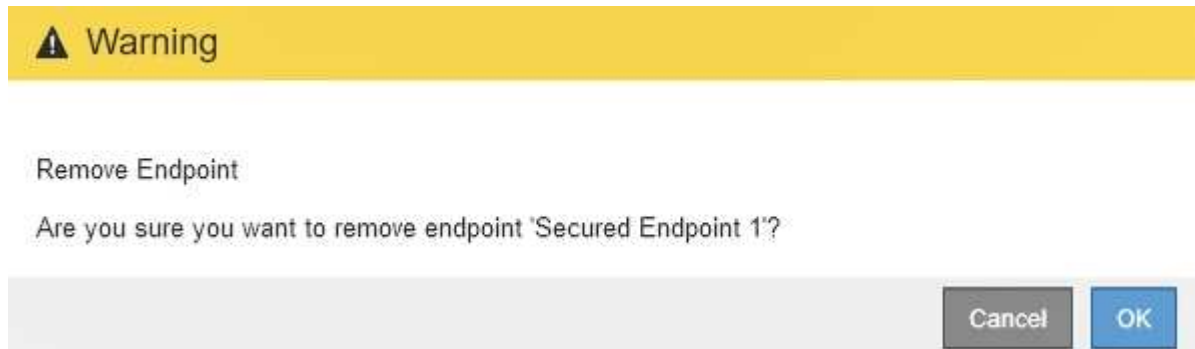 Warning
Remove Endpoint
Are you sure you want to remove endpoint 'Secured Endpoint 1'?
Cancel OK